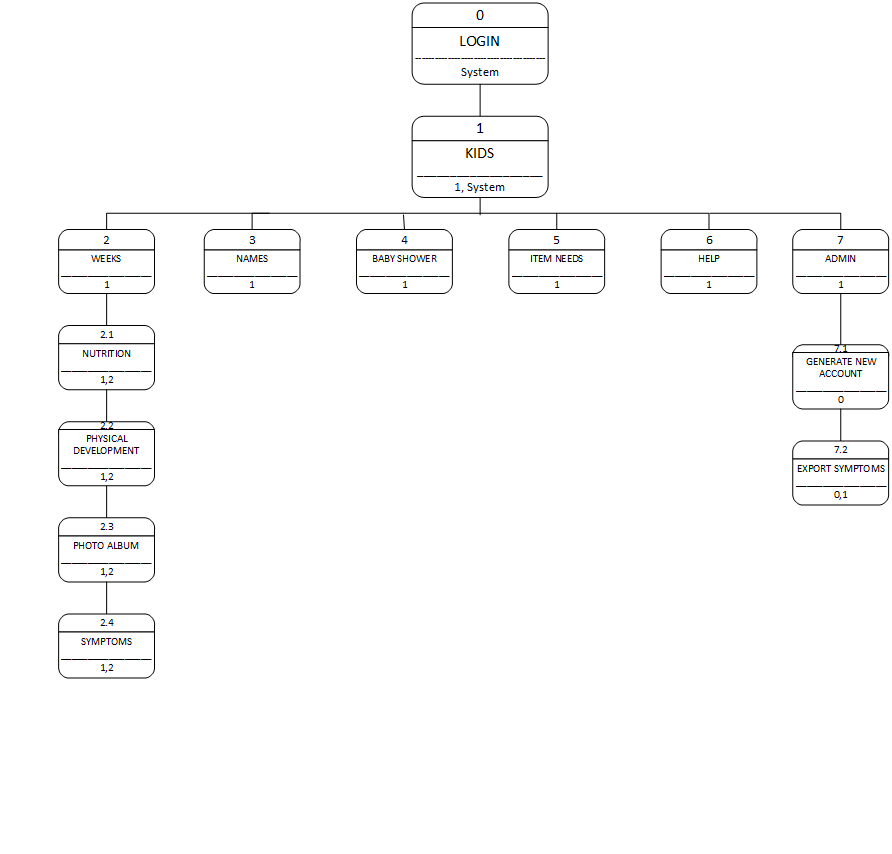 0
LOGIN
System
1
KIDS
1, System
2
WEEKS
1
3
NAMES
1
4
BABY SHOWER
1
5
ITEM NEEDS
1
6
HELP
1
7
ADMIN
1
2.1
NUTRITION
1,2
2.2
PHYSICAL
DEVELOPMENT
1,2
2.3
PHOTO ALBUM
1,2
2.4
SYMPTOMS
1,2
7.1
GENERATE NEW
ACCOUNT
0
7.2
EXPORT SYMPTOMS
0,1